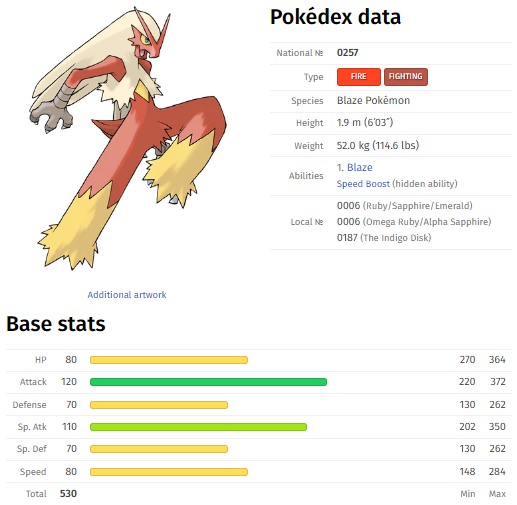 Pokédex data
National № 0257
Type FIRE FIGHTING
Species Blaze Pokémon
Height 1.9 m (6′03″)
Weight 52.0 kg (114.6 lbs)
Abilities 1. Blaze
Speed Boost (hidden ability)
Local № 0006 (Ruby/Sapphire/Emerald)
0006 (Omega Ruby/Alpha Sapphire)
0187 (The Indigo Disk)
Additional artwork
Base stats
HP 80 270 364
Attack 120 220 372
Defense 70 130 262
Sp. Atk 110 202 350
Sp. Def 70 130 262
Speed 80 148 284
Total 530 Min Max